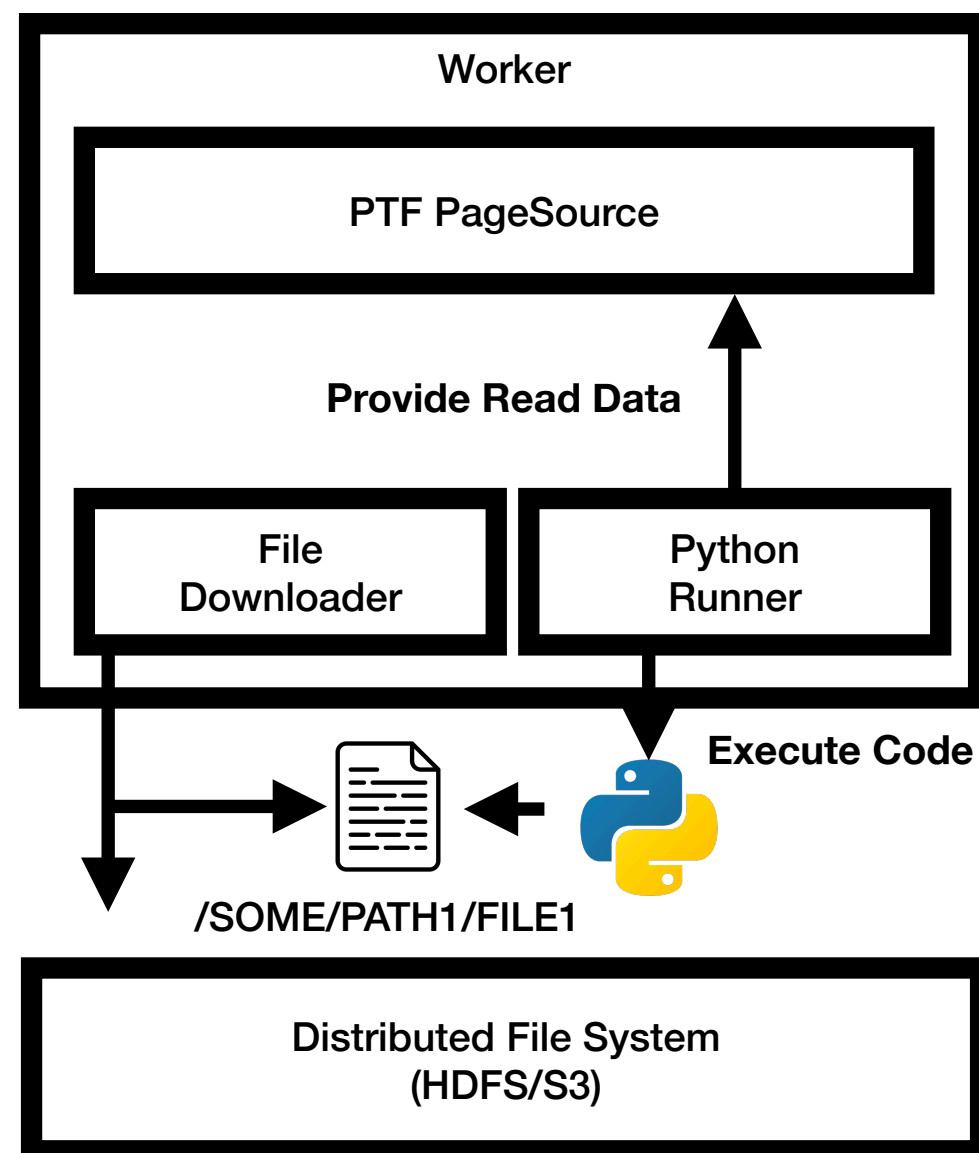 Worker
PTF PageSource
Provide Read Data
File
Downloader
Python
Runner
Execute Code
/SOME/PATH1/FILE1
Distributed File System
(HDFS/S3)